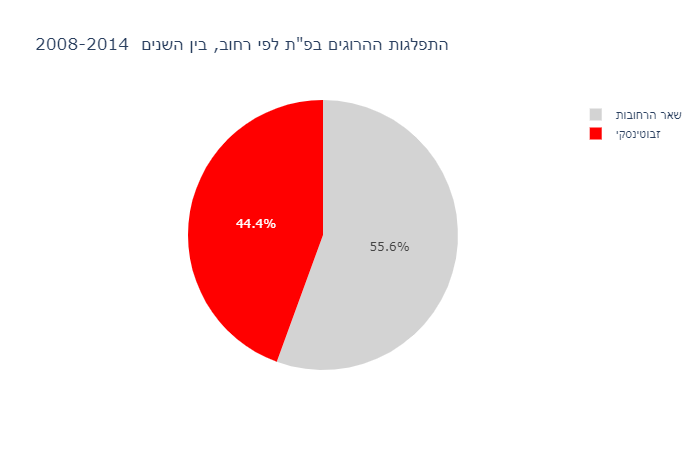 התפלגות ההרוגים בפ"ת לפי רחוב, בין השנים 2008-2014
שאר הרחובות
זבוטינסקי
44.4%
55.6%